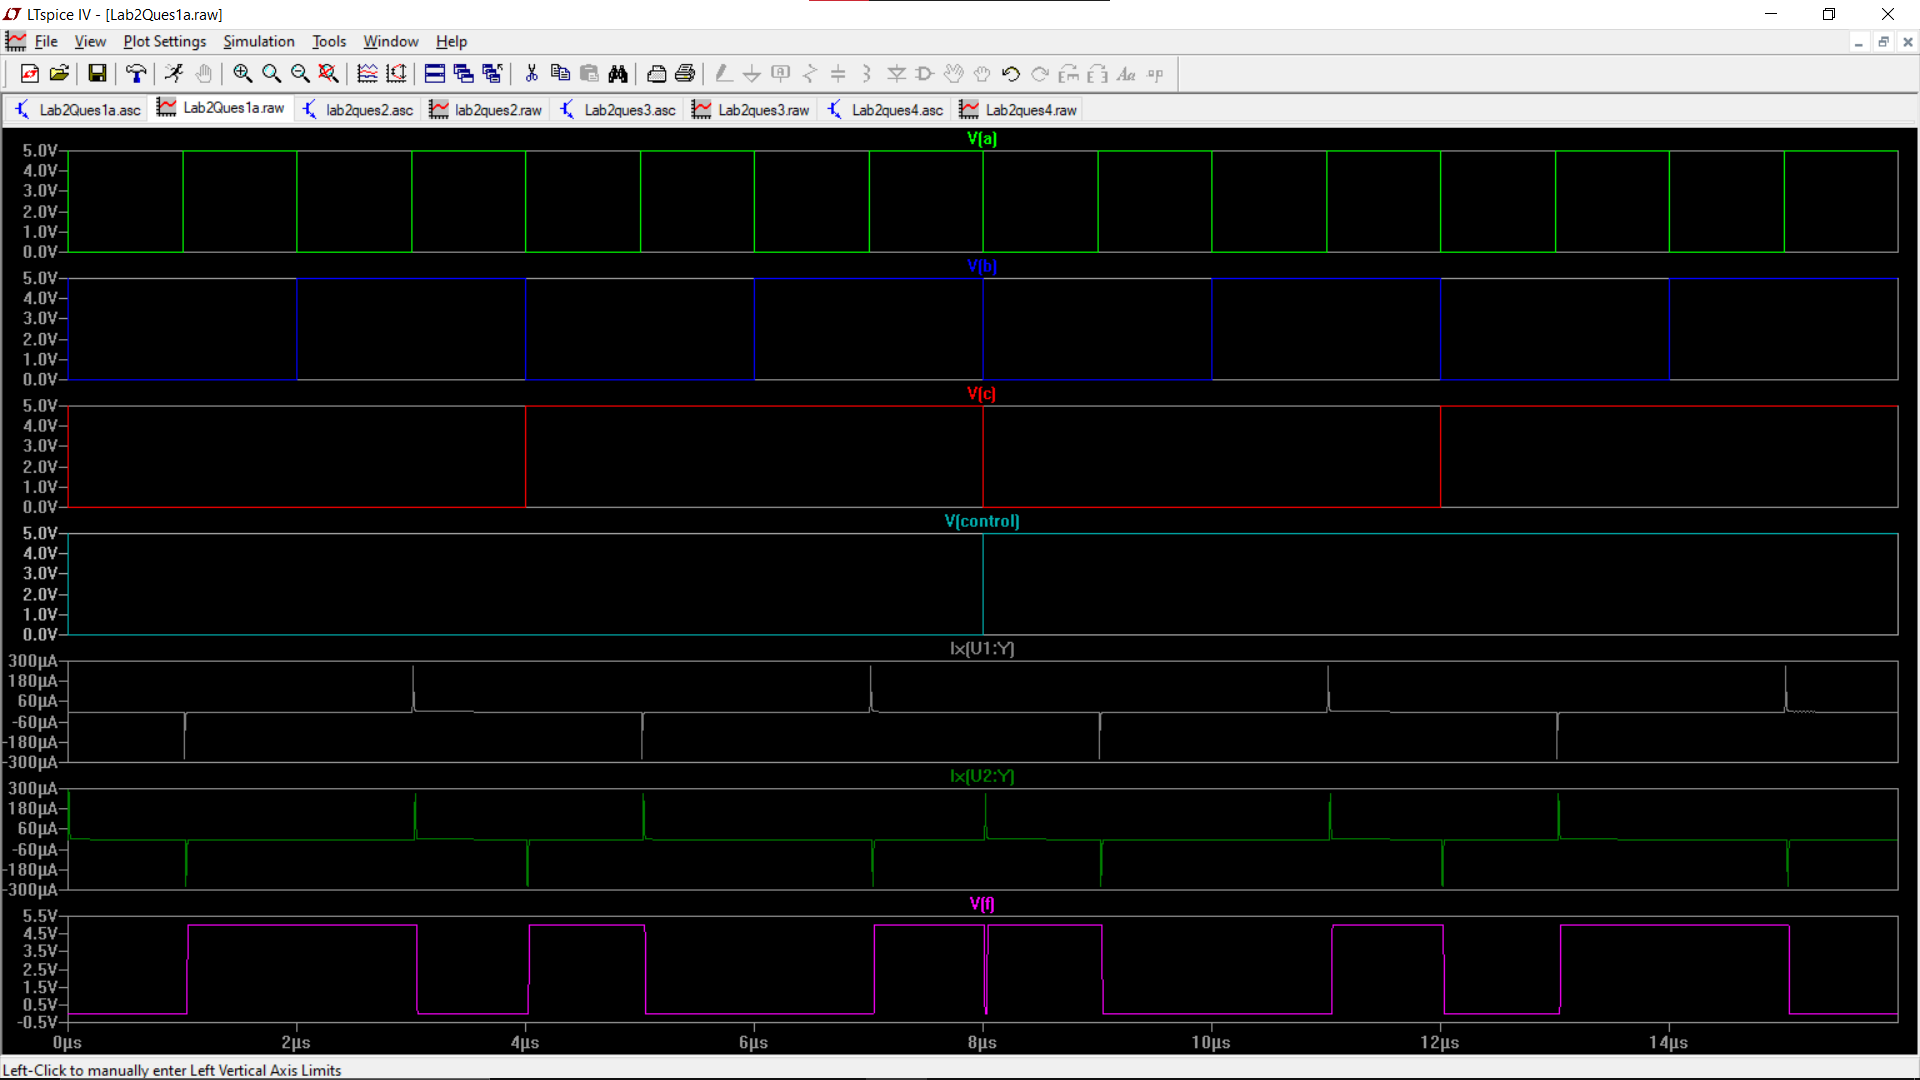 LTspice IV - [Lab2Ques1a.raw]
File View Plot Settings Simulation Tools Window Help
Lab2Ques1a.asc Lab2Ques1a.raw lab2ques2.asc lab2ques2.raw Lab2ques3.asc Lab2ques3.raw Lab2ques4.asc Lab2ques4.raw
V(a)
5.0V
4.0V
3.0V
2.0V
1.0V
0.0V
V(b)
5.0V
4.0V
3.0V
2.0V
1.0V
0.0V
V(c)
5.0V
4.0V
3.0V
2.0V
1.0V
0.0V
V(control)
5.0V
4.0V
3.0V
2.0V
1.0V
0.0V
Ix(U1:Y)
300µA
180µA
60µA
-60µA
-180µA
-300µA
Ix(U2:Y)
300µA
180µA
60µA
-60µA
-180µA
-300µA
V(f)
5.5V
4.5V
3.5V
2.5V
1.5V
0.5V
-0.5V
0µs 2µs 4µs 6µs 8µs 10µs 12µs 14µs
Left-Click to manually enter Left Vertical Axis Limits